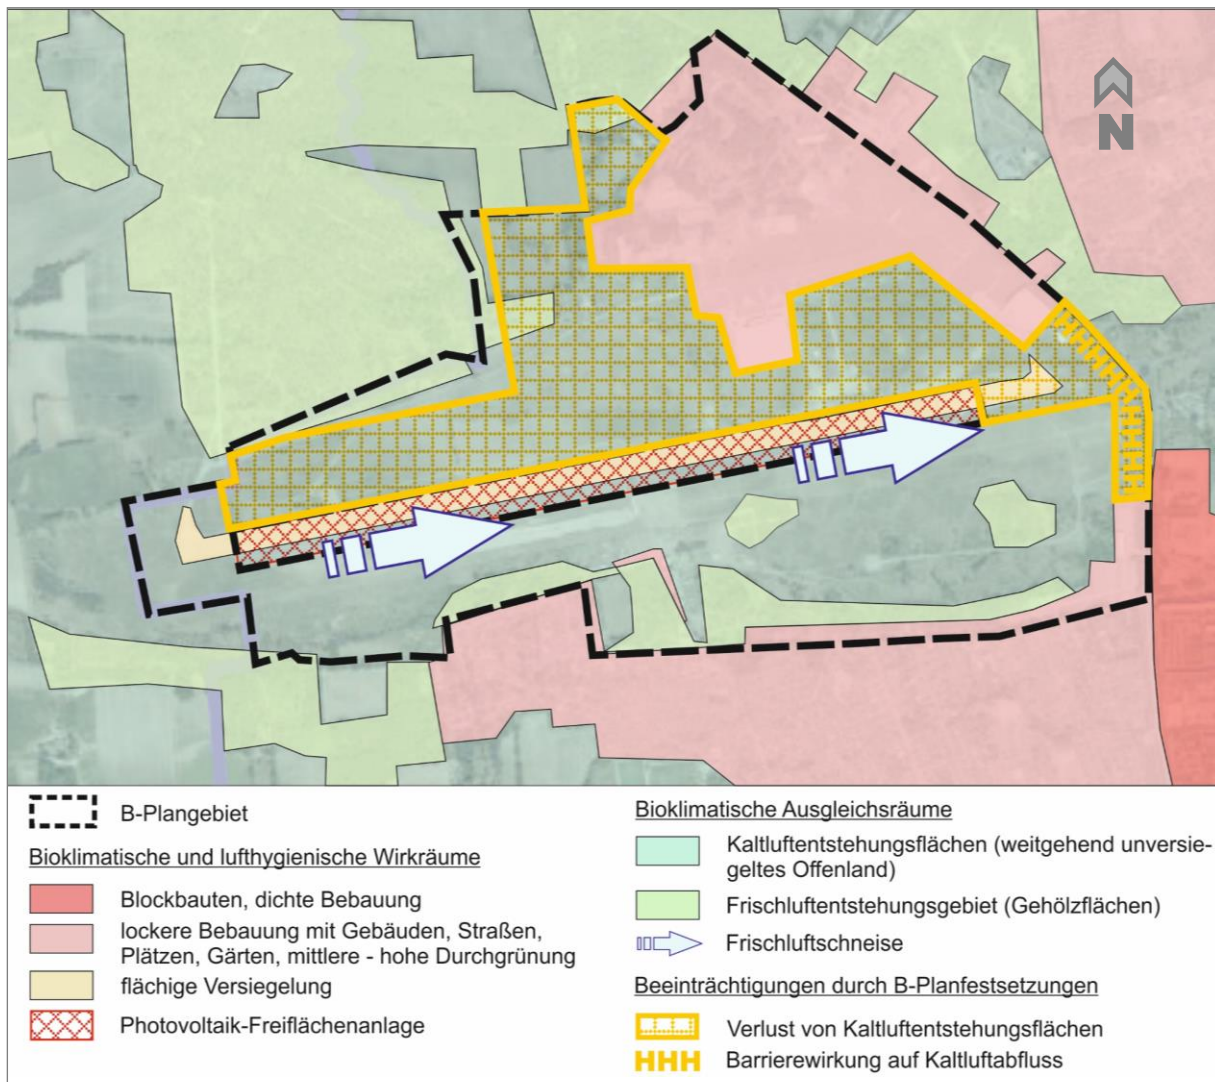 N
B-Plangebiet
Bioklimatische und lufthygienische Wirkräume
Blockbauten, dichte Bebauung
lockere Bebauung mit Gebäuden, Straßen,
Plätzen, Gärten, mittlere - hohe Durchgrünung
flächige Versiegelung
Photovoltaik-Freiflächenanlage
Bioklimatische Ausgleichsräume
Kaltluftentstehungsflächen (weitgehend unversie-
geltes Offenland)
Frischluftentstehungsgebiet (Gehölzflächen)
Frischluftschneise
Beeinträchtigungen durch B-Planfestsetzungen
Verlust von Kaltluftentstehungsflächen
Barrierewirkung auf Kaltluftabfluss